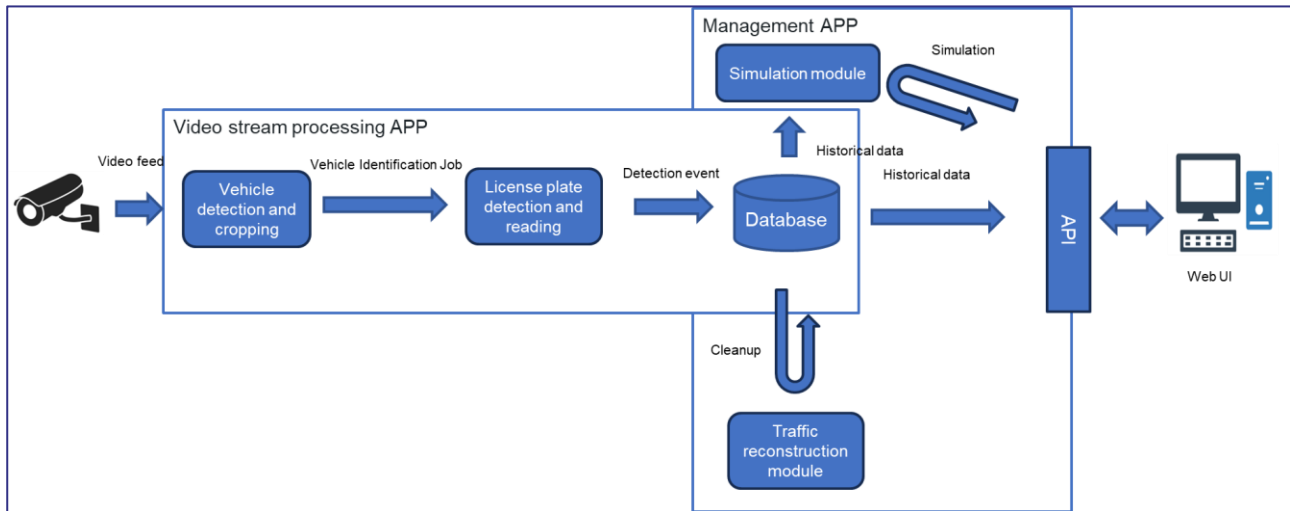 Management APP
Simulation
Simulation module
Video stream processing APP
Video feed
Vehicle Identification Job
Detection event
Historical data
Historical data
Vehicle
detection and
cropping
License plate
detection and
reading
Database
API
Web UI
Cleanup
Traffic
reconstruction
module